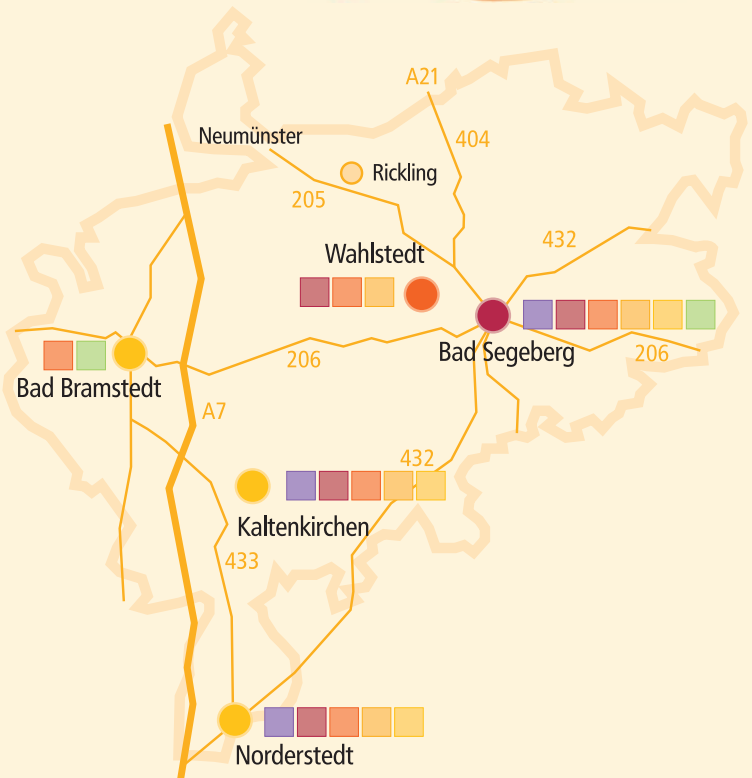 A21
Neumünster
404
Rickling
205
432
Wahlstedt
206
Bad Segeberg
206
Bad Bramstedt
A7
432
Kaltenkirchen
433
Norderstedt